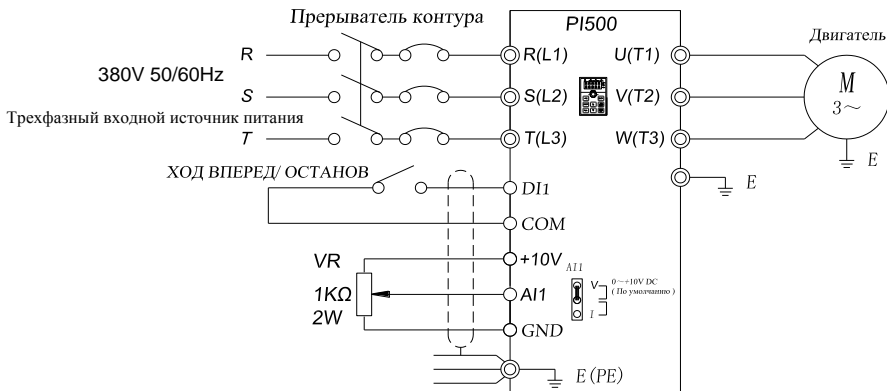 Прерыватель контура
PI500
Двигатель
R
R(L1)
U(T1)
380V 50/60Hz
S
S(L2)
V(T2)
M
3~
Трехфазный входной источник питания
T
T(L3)
W(T3)
E
ХОД ВПЕРЕД/ ОСТАНОВ
DI1
E
COM
VR
+10V
AI1
1KΩ
AI1
V
0~+10V DC
( По умолчанию )
2W
I
GND
E (PE)